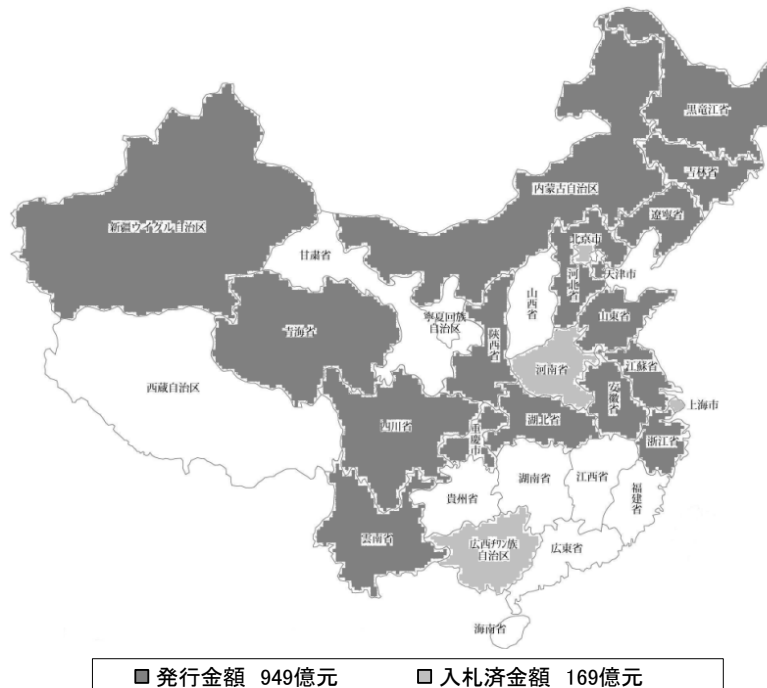 黒竜江省
吉林省
内蒙古自治区
遼寧省
新疆ウイグル自治区
北京市
甘粛省
天津市
河北省
山西省
寧夏回族
自治区
山東省
青海省
陝西省
河南省
江蘇省
西蔵自治区
安徽省
上海市
湖北省
四川省
重慶市
浙江省
湖南省
江西省
福建省
貴州省
雲南省
広西チワン族
自治区
広東省
海南省
■ 発行金額 949億元 ■ 入札済金額 169億元